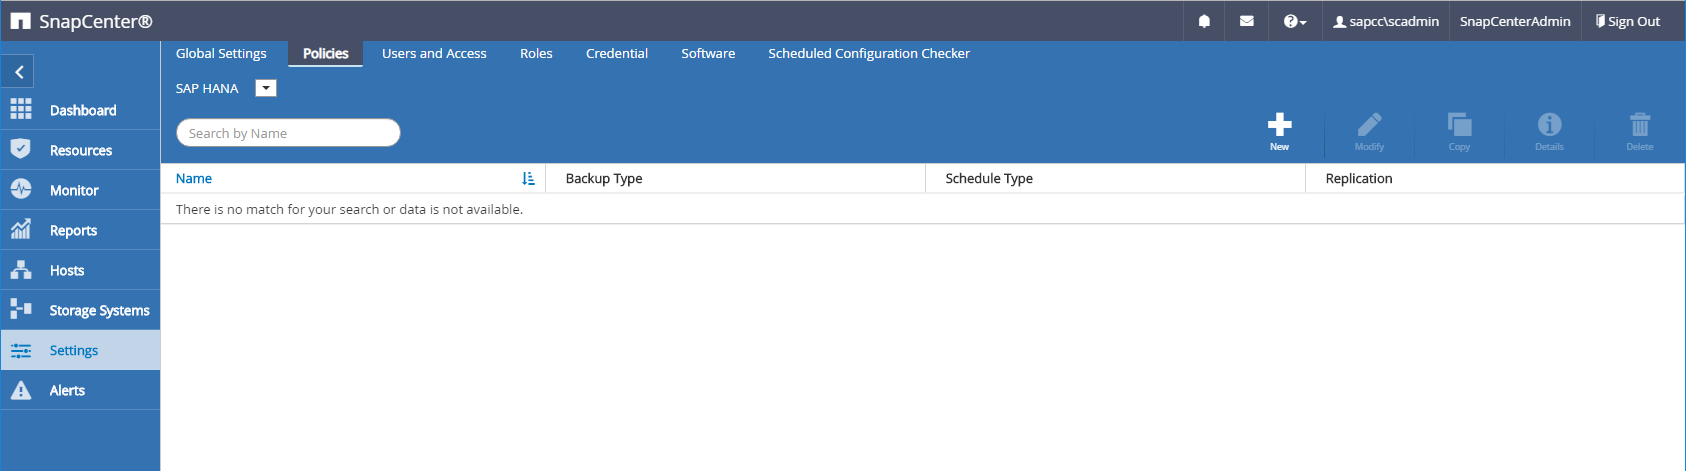 SnapCenter®
sapcc\scadmin SnapCenterAdmin Sign Out
Global Settings Policies Users and Access Roles Credential Software Scheduled Configuration Checker
SAP HANA
Search by Name
New Modify Copy Details Delete
Name Backup Type Schedule Type Replication
There is no match for your search or data is not available.
Dashboard
Resources
Monitor
Reports
Hosts
Storage Systems
Settings
Alerts